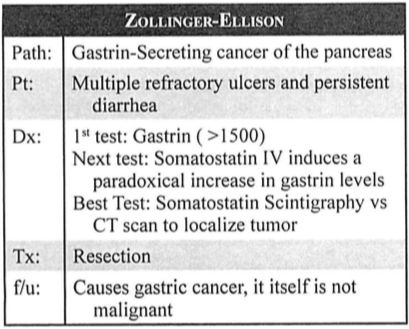 ZOLLINGER-ELLISON
Path: Gastrin-Secreting cancer of the pancreas
Pt: Multiple refractory ulcers and persistent
diarrhea
Dx: 1st test: Gastrin ( >1500)
Next test: Somatostatin IV induces a
paradoxical increase in gastrin levels
Best Test: Somatostatin Scintigraphy vs
CT scan to localize tumor
Tx: Resection
f/u: Causes gastric cancer, it itself is not
malignant